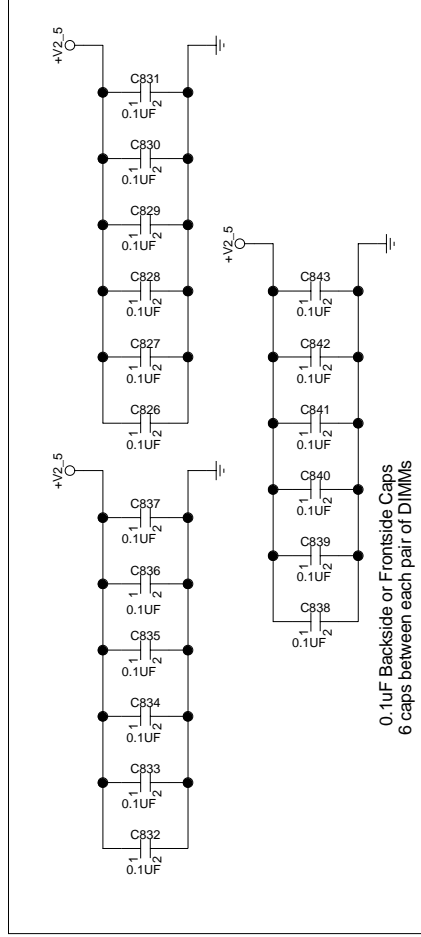 +V2_5
C831
1
2
0.1UF
C830
1
2
0.1UF
C829
1
2
0.1UF
C828
1
2
0.1UF
C827
1
2
0.1UF
C826
1
2
0.1UF
+V2_5
C837
1
2
0.1UF
C836
1
2
0.1UF
C835
1
2
0.1UF
C834
1
2
0.1UF
C833
1
2
0.1UF
C832
1
2
0.1UF
+V2_5
C843
1
2
0.1UF
C842
1
2
0.1UF
C841
1
2
0.1UF
C840
1
2
0.1UF
C839
1
2
0.1UF
C838
1
2
0.1UF
0.1uF Backside or Frontside Caps
6 caps between each pair of DIMMs